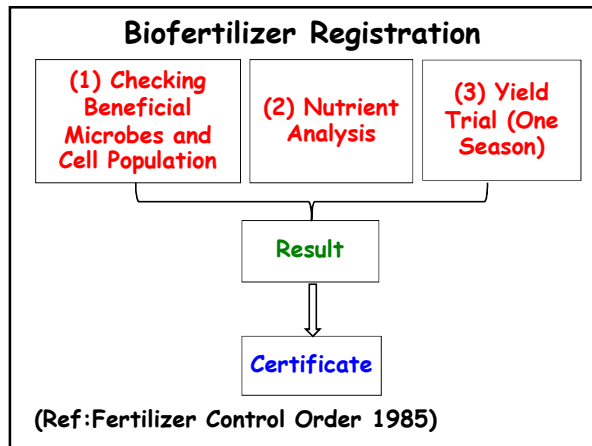 Biofertilizer Registration
(1) Checking
Beneficial
Microbes and
Cell Population
(2) Nutrient
Analysis
(3) Yield
Trial (One
Season)
Result
Certificate
(Ref:Fertilizer Control Order 1985)